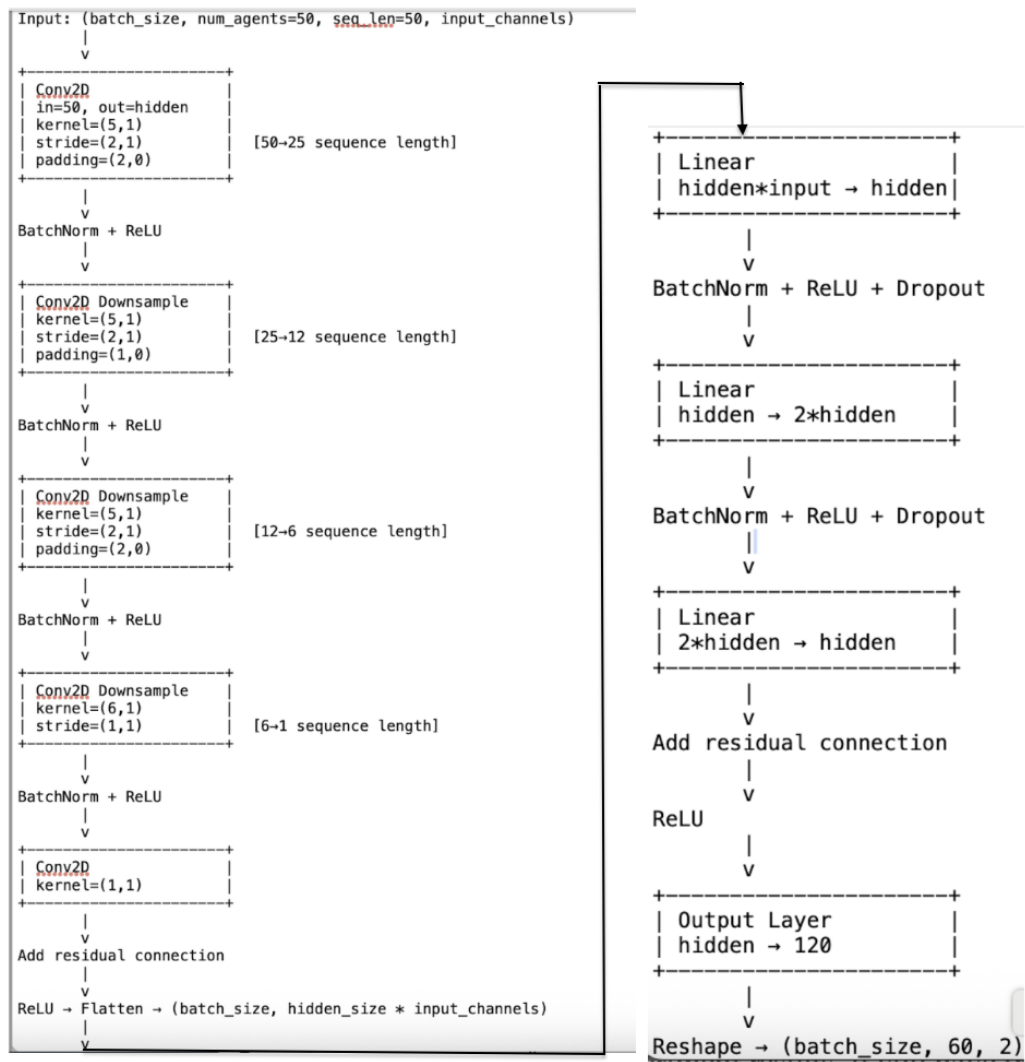 Input: (batch_size, num_agents=50, seq_len=50, input_channels)
Conv2D
in=50, out=hidden
kernel=(5,1)
stride=(2,1) [50→25 sequence length]
padding=(2,0)
BatchNorm + ReLU
Conv2D Downsample
kernel=(5,1)
stride=(2,1) [25→12 sequence length]
padding=(1,0)
BatchNorm + ReLU
Conv2D Downsample
kernel=(5,1)
stride=(2,1) [12→6 sequence length]
padding=(2,0)
BatchNorm + ReLU
Conv2D Downsample
kernel=(6,1)
stride=(1,1) [6→1 sequence length]
BatchNorm + ReLU
Conv2D
kernel=(1,1)
Add residual connection
ReLU → Flatten → (batch_size, hidden_size * input_channels)
Linear
hidden*input → hidden
BatchNorm + ReLU + Dropout
Linear
hidden → 2*hidden
BatchNorm + ReLU + Dropout
Linear
2*hidden → hidden
Add residual connection
ReLU
Output Layer
hidden → 120
Reshape → (batch_size, 60, 2)